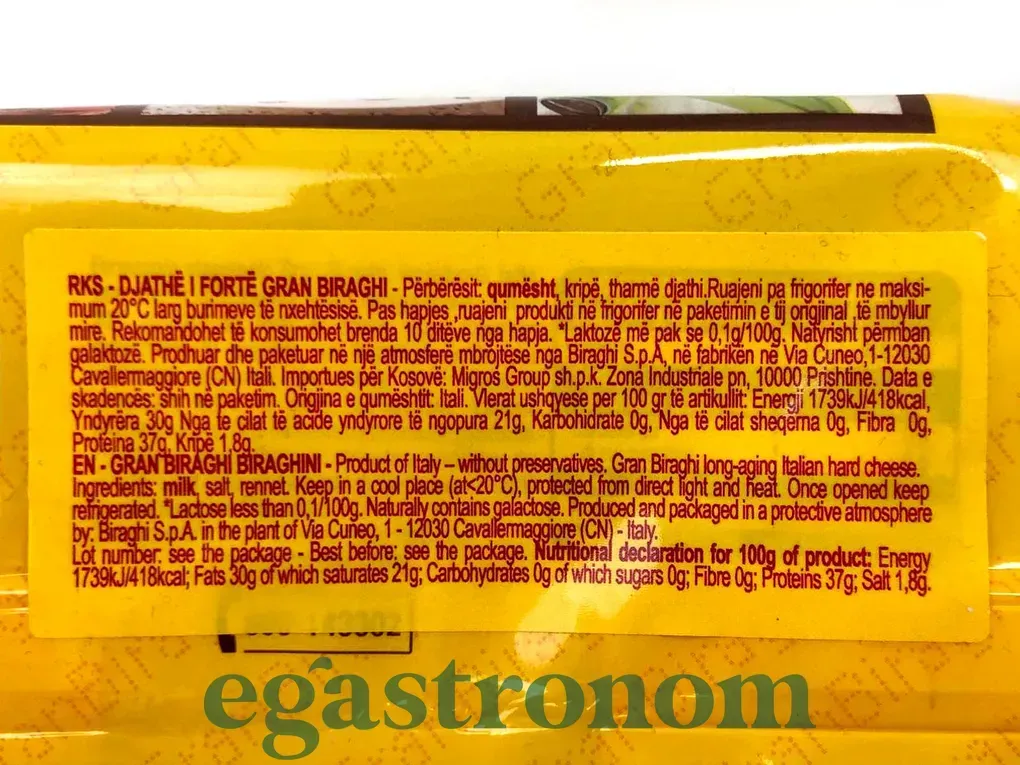 RKS - DJATHË I FORTË GRAN BIRAGHI - Përbërësit: qumësht, kripë, tharmë djathi.Ruajeni pa frigorifer ne maksi-
mum 20°C larg burimeve të nxehtësisë. Pas hapjes ,ruajeni produktin në frigorifer në paketimin e tij origjinal ,të mbyllur
mire. Rekomandohet të konsumohet brenda 10 ditëve nga hapja. *Laktozë më pak se 0,1g/100g. Natyrisht përmban
galaktozë. Prodhuar dhe paketuar në një atmosferë mbrojtëse nga Biraghi S.p.A, në fabrikën në Via Cuneo,1-12030
Cavallermaggiore (CN) Itali. Importues për Kosovë: Migros Group sh.p.k. Zona Industriale pn, 10000 Prishtine. Data e
skadencës: shih në paketim. Origjina e qumështit: Itali. Vlerat ushqyese per 100 gr të artikullit: Energji 1739kJ/418kcal,
Yndyrëra 30g Nga te cilat të acide yndyrore të ngopura 21g, Karbohidrate 0g, Nga të cilat sheqerna 0g, Fibra 0g,
Proteina 37g, Kripë 1,8g.
EN - GRAN BIRAGHI BIRAGHINI - Product of Italy – without preservatives. Gran Biraghi long-aging Italian hard cheese.
Ingredients: milk, salt, rennet. Keep in a cool place (at<20°C), protected from direct light and heat. Once opened keep
refrigerated. *Lactose less than 0,1/100g. Naturally contains galactose. Produced and packaged in a protective atmosphere
by: Biraghi S.p.A. in the plant of Via Cuneo, 1 - 12030 Cavallermaggiore (CN) - Italy.
Lot number: see the package - Best before: see the package. Nutritional declaration for 100g of product: Energy
1739kJ/418kcal; Fats 30g of which saturates 21g; Carbohydrates 0g of which sugars 0g; Fibre 0g; Proteins 37g; Salt 1,8g.
egastronom